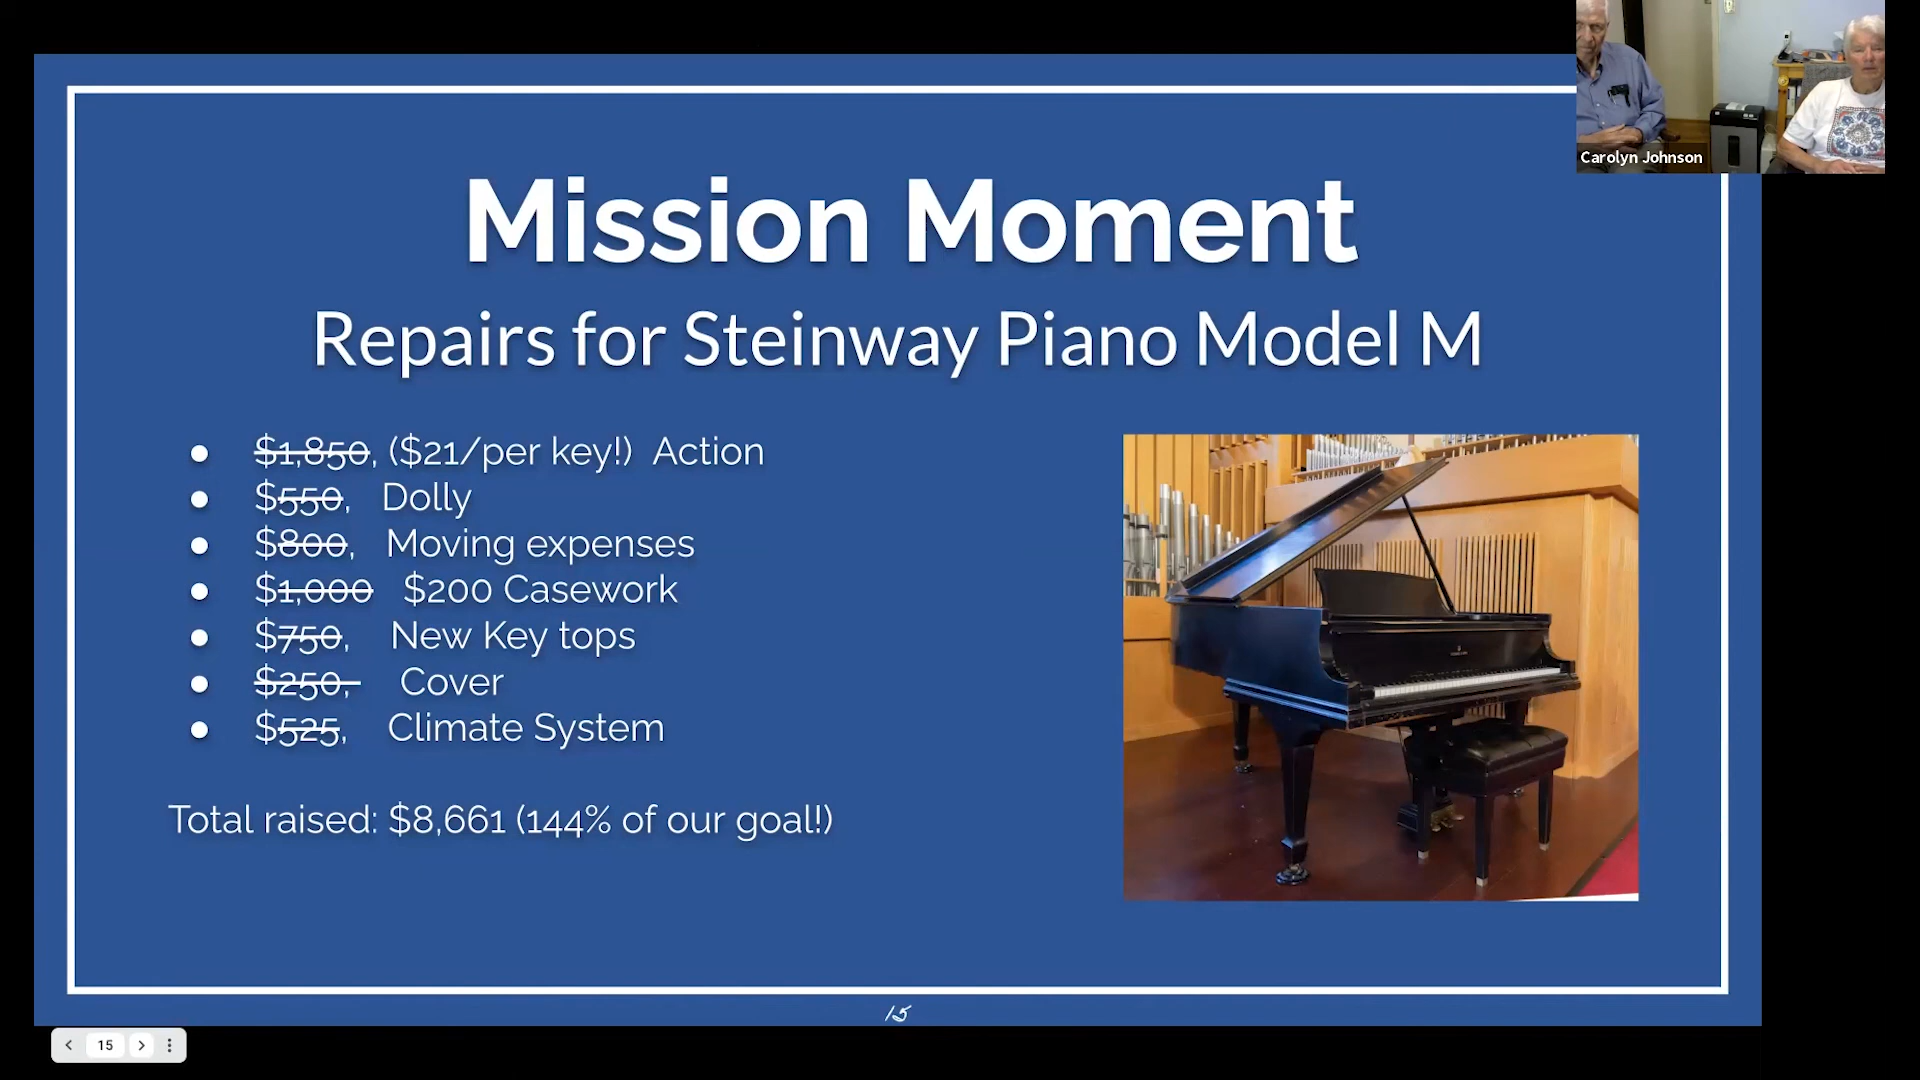 Carolyn Johnson
Mission Moment
Repairs for Steinway Piano Model M
$1,850, ($21/per key!) Action
$550, Dolly
$800, Moving expenses
$1,000 $200 Casework
$750, New Key tops
$250, Cover
$525, Climate System
Total raised: $8,661 (144% of our goal!)
15
15